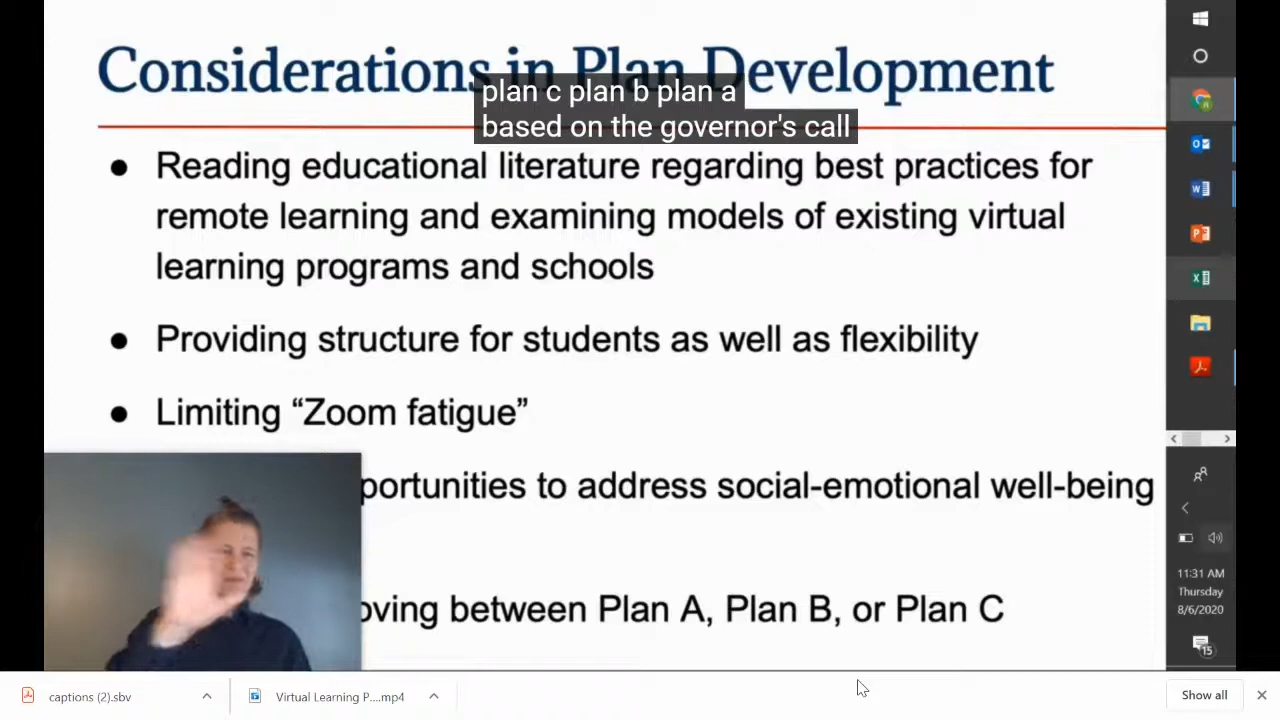 Considerations in Plan Development
plan c plan b plan a
based on the governor's call
● Reading educational literature regarding best practices for
remote learning and examining models of existing virtual
learning programs and schools
● Providing structure for students as well as flexibility
● Limiting “Zoom fatigue”
portunities to address social-emotional well-being
oving between Plan A, Plan B, or Plan C
11:31 AM
Thursday
8/6/2020
15
captions (2).sbv
Virtual Learning P....mp4
Show all